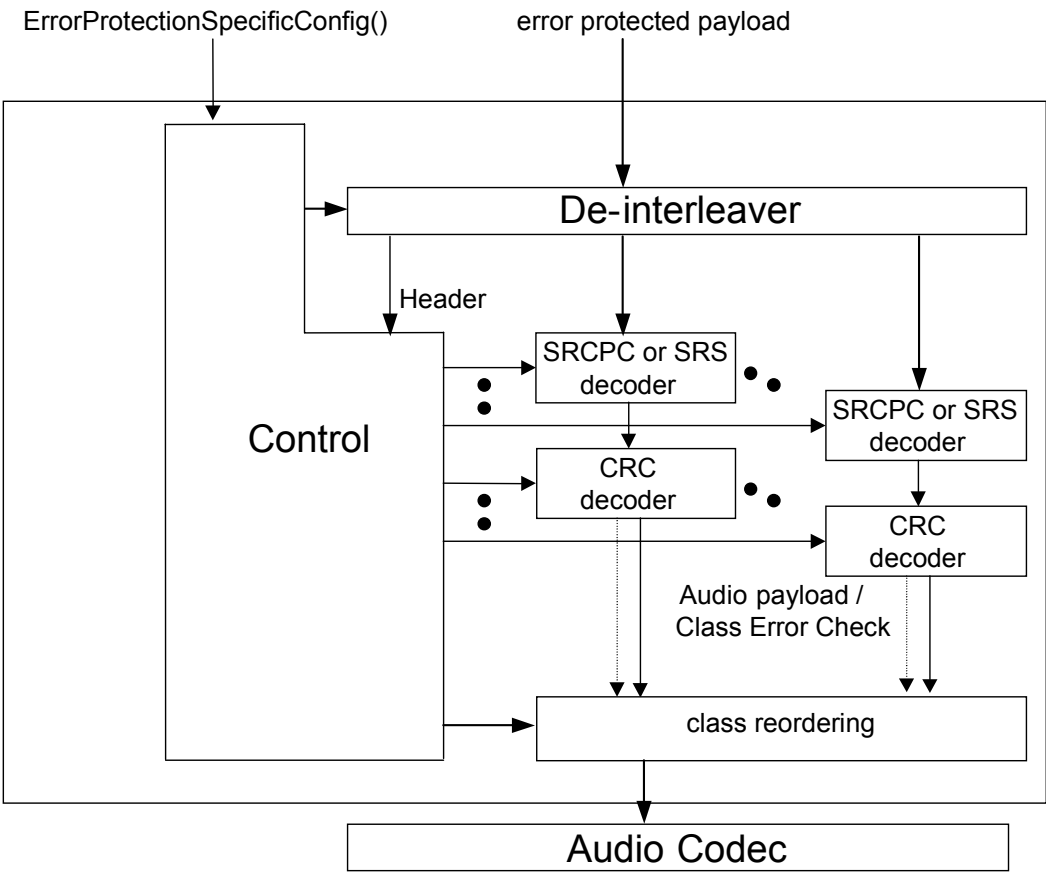 ErrorProtectionSpecificConfig()
error protected payload
De-interleaver
Header
SRCPC or SRS
decoder
SRCPC or SRS
decoder
Control
CRC
decoder
CRC
decoder
Audio payload /
Class Error Check
class reordering
Audio Codec